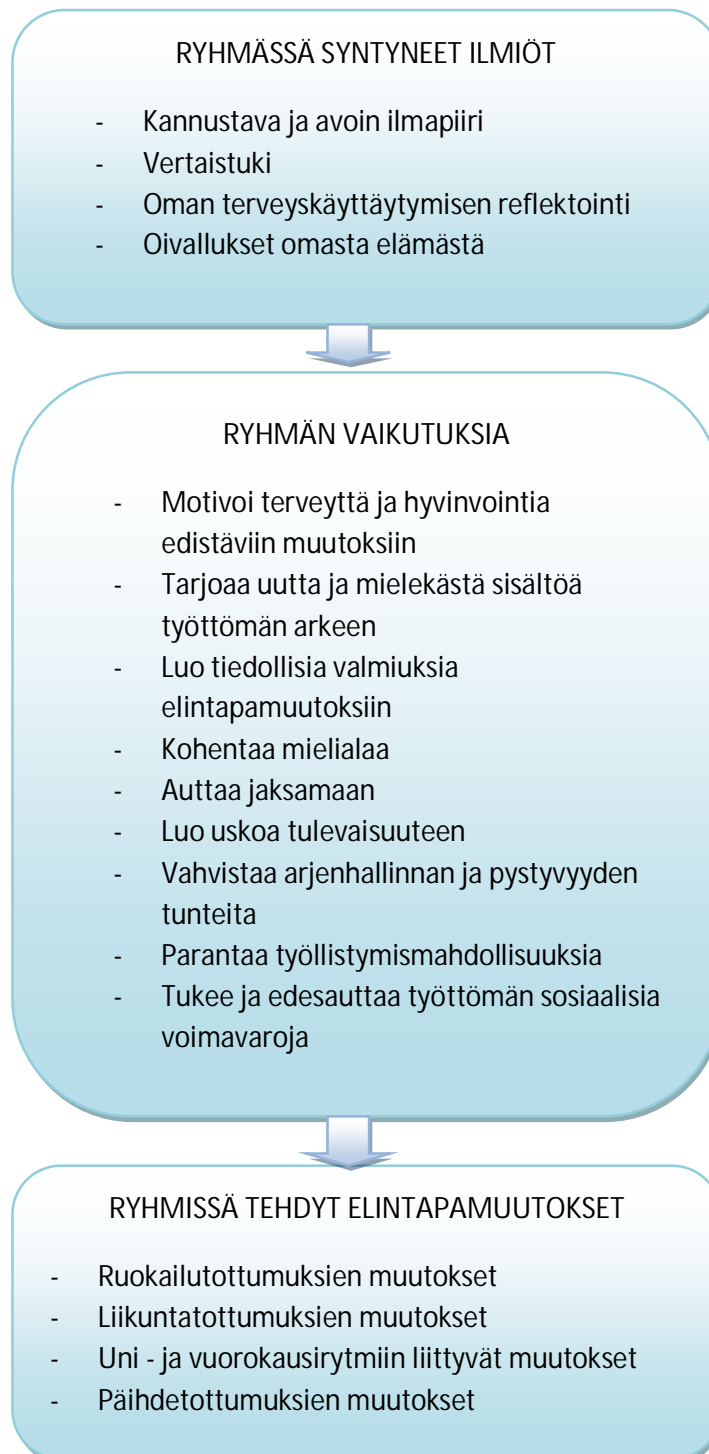 RYHMÄSSÄ SYNTYNEET ILMIÖT
- Kannustava ja avoin ilmapiiri
- Vertaistuki
- Oman terveyskäyttäytymisen reflektointi
- Oivallukset omasta elämästä
RYHMÄN VAIKUTUKSIA
- Motivoi terveyttä ja hyvinvointia
edistäviin muutoksiin
- Tarjoaa uutta ja mielekästä sisältöä
työttömän arkeen
- Luo tiedollisia valmiuksia
elintapamuutoksiin
- Kohentaa mielialaa
- Auttaa jaksamaan
- Luo uskoa tulevaisuuteen
- Vahvistaa arjenhallinnan ja pystyvyyden
tunteita
- Parantaa työllistymismahdollisuuksia
- Tukee ja edesauttaa työttömän sosiaalisia
voimavaroja
RYHMISSÄ TEHDYT ELINTAPAMUUTOKSET
- Ruokailutottumuksien muutokset
- Liikuntatottumuksien muutokset
- Uni - ja vuorokausirytmiin liittyvät muutokset
- Päihdetottumuksien muutokset